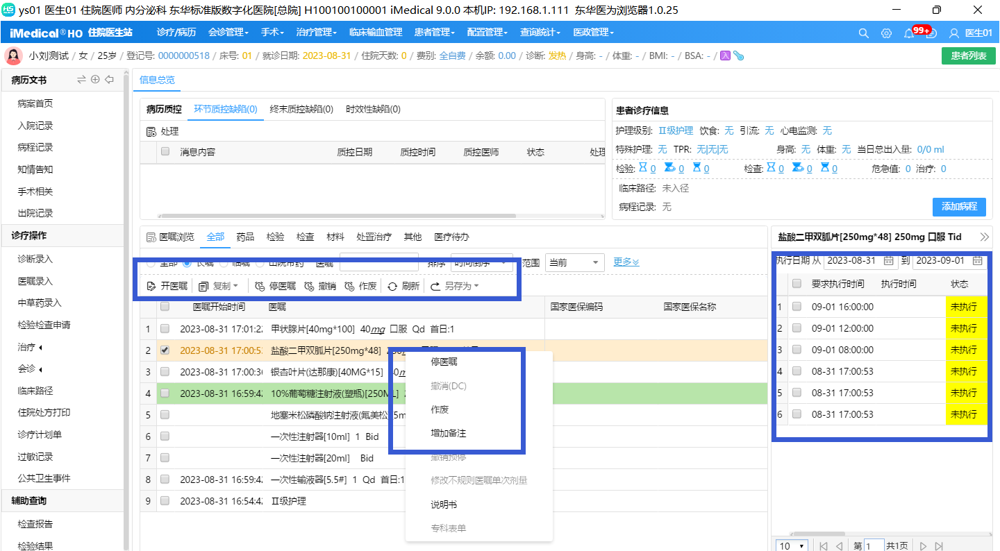 ys01 医生01 住院医师 内分泌科 东华标准版数字化医院[总院] H100100100001 iMedical 9.0.0 本机IP: 192.168.1.111 东华医为浏览器1.0.25
iMedical®HO 住院医生站 诊疗/病历 会诊管理 手术 治疗管理 临床输血管理 患者管理 配置管理 查询统计 医政管理 99+ 医生01
小刘测试 / 女 / 25岁 / 登记号: 0000000518 / 床号: 01 / 就诊日期: 2023-08-31 / 住院天数: 0 / 费别: 全自费 / 余额: 0.00 / 诊断: 发热 / 身高: - / 体重: - / BMI: - / BSA: - / 入 患者列表
病历文书
病案首页
入院记录
病程记录
知情告知
手术相关
出院记录
诊疗操作
诊断录入
医嘱录入
中草药录入
检验检查申请
治疗
会诊
临床路径
住院处方打印
诊疗计划单
过敏记录
公共卫生事件
辅助查询
检查报告
检验结果
信息总览
病历质控 环节质控缺陷(0) 终末质控缺陷(0) 时效性缺陷(0)
处理
消息内容 质控日期 质控时间 质控医师 状态 处理
患者诊疗信息
护理级别: Ⅱ级护理 饮食: 无 引流: 无 心电监测: 无
特殊护理: 无 TPR: 无|无|无 身高: 无 体重: 无 当日总出入量: 0/0 ml
检验: 0 0 0 检查: 0 0 0 危急值: 0 治疗: 0
临床路径: 未入径
病程记录: 无
添加病程
医嘱浏览 全部 药品 检验 检查 材料 处置治疗 其他 医疗待办
全部 长嘱 临嘱 出院带药 医嘱 排序 时间倒序 范围 当前 更多
开医嘱 复制 停医嘱 撤销 作废 刷新 另存为
医嘱开始时间 医嘱 国家医保编码 国家医保名称
1 2023-08-31 17:01:22 甲状腺片[40mg*100] 40mg 口服 Qd 首日:1
2 2023-08-31 17:00:53 盐酸二甲双胍片[250mg*48]
3 2023-08-31 17:00:36 银杏叶片(达那康)[40MG*15] 40m
4 2023-08-31 16:59:42 10%葡萄糖注射液(塑瓶)[250ML]
5 地塞米松磷酸钠注射液(氟美松)[5m
6 一次性注射器[10ml] 1 Bid
7 一次性注射器[20ml] Bid
8 2023-08-31 16:59:42 一次性输液器[5.5#] 1 Qd 首日:1
9 2023-08-31 16:54:42 Ⅱ级护理
停医嘱
撤消(DC)
作废
增加备注
撤销预停
修改不规则医嘱单次剂量
说明书
专科表单
盐酸二甲双胍片[250mg*48] 250mg 口服 Tid
执行日期 从 2023-08-31 到 2023-09-01
要求执行时间 执行时间 状态
1 09-01 16:00:00 未执行
2 09-01 12:00:00 未执行
3 09-01 08:00:00 未执行
4 08-31 17:00:53 未执行
5 08-31 17:00:53 未执行
6 08-31 17:00:53 未执行
10 第 1 共1页